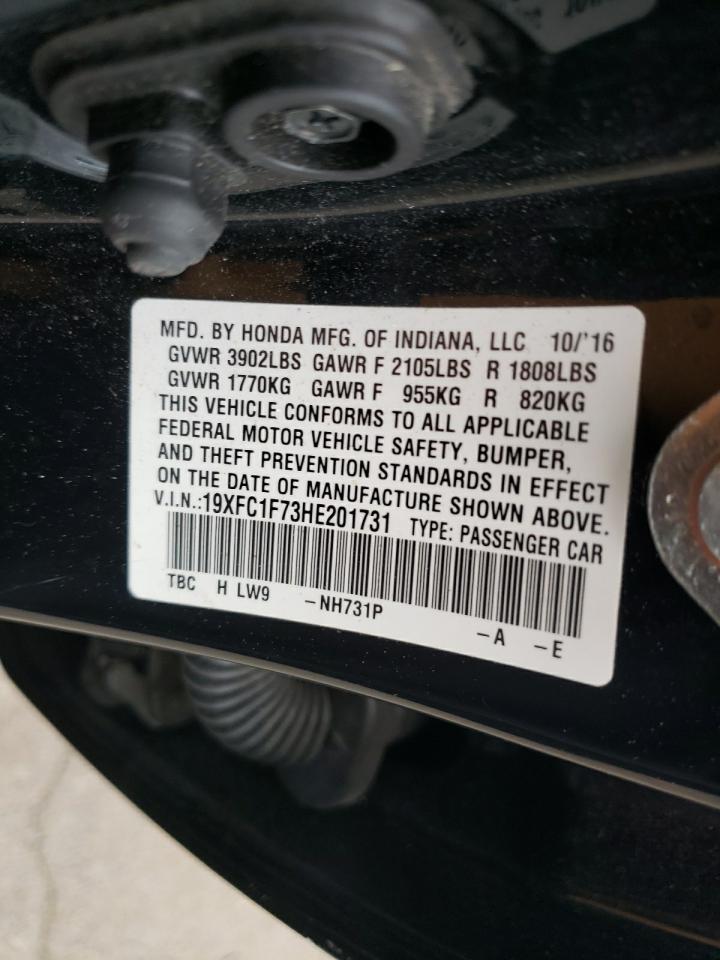 MFD. BY HONDA MFG. OF INDIANA, LLC 10/'16
GVWR 3902LBS GAWR F 2105LBS R 1808LBS
GVWR 1770KG GAWR F 955KG R 820KG
THIS VEHICLE CONFORMS TO ALL APPLICABLE
FEDERAL MOTOR VEHICLE SAFETY, BUMPER,
AND THEFT PREVENTION STANDARDS IN EFFECT
ON THE DATE OF MANUFACTURE SHOWN ABOVE.
V.I.N.:19XFC1F73HE201731 TYPE: PASSENGER CAR
TBC H LW9 -NH731P -A -E